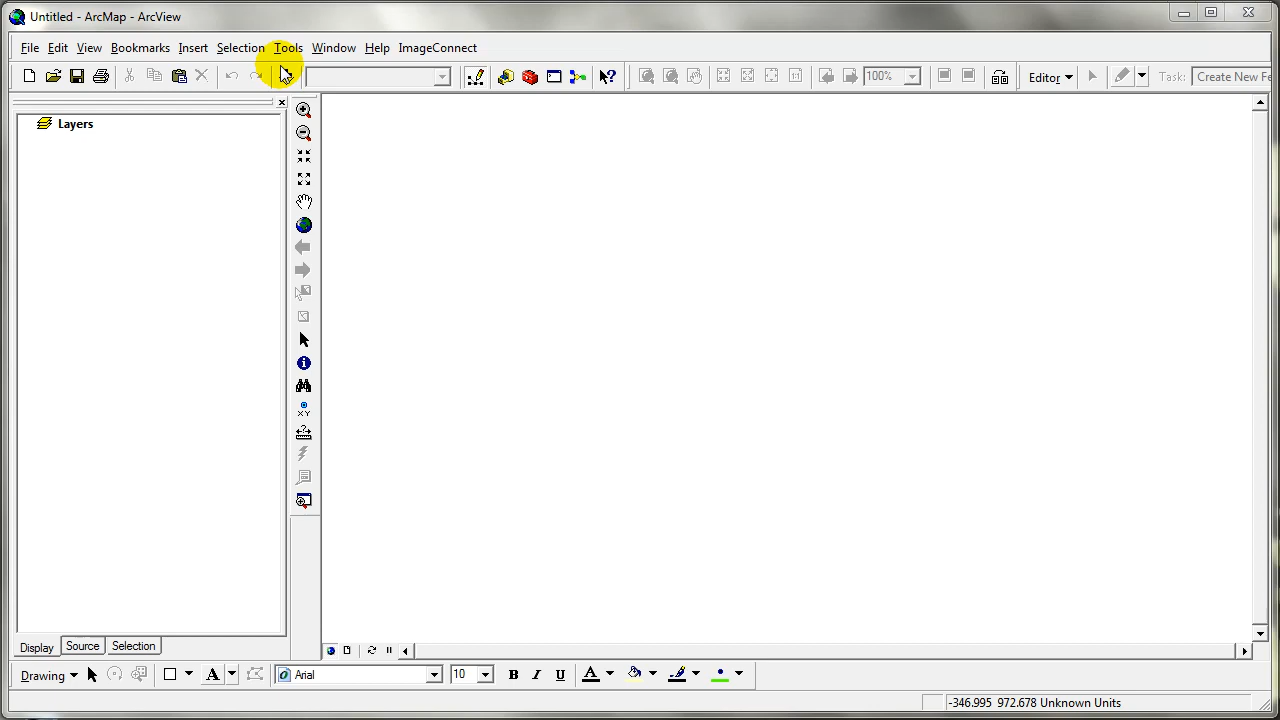 Untitled - ArcMap - ArcView
File Edit View Bookmarks Insert Selection Tools Window Help ImageConnect
100% Editor Task: Create New Fe
Layers
XY
Display Source Selection
Drawing A Arial 10 B I U A
-346.995 972.678 Unknown Units